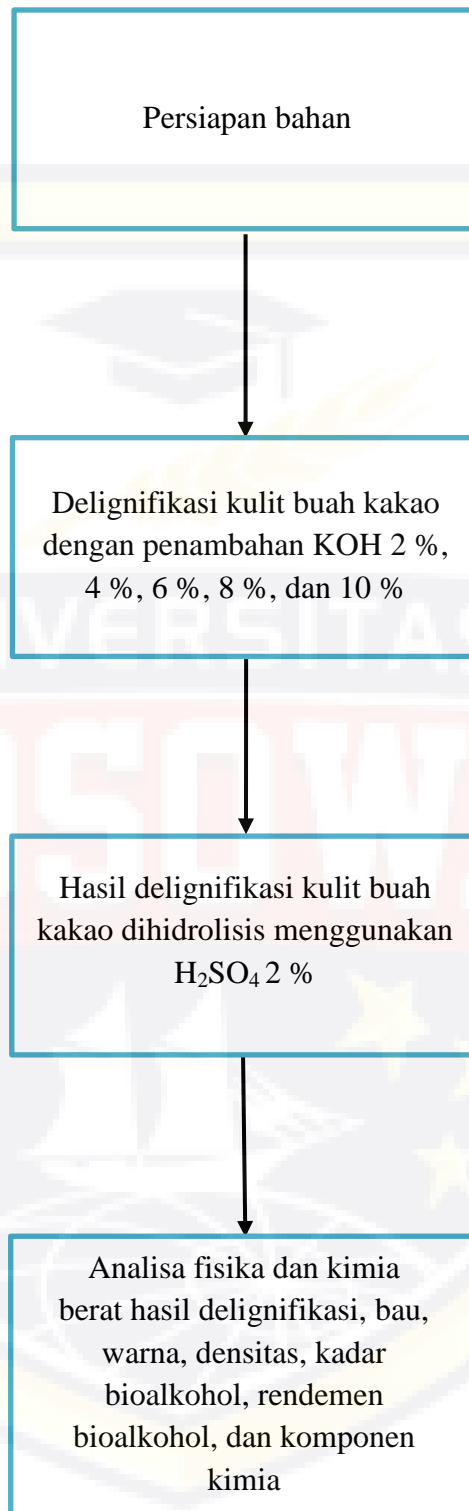 Persiapan bahan
Delignifikasi kulit buah kakao
dengan penambahan KOH 2 %,
4 %, 6 %, 8 %, dan 10 %
VERSITAS
OSOWA
Hasil delignifikasi kulit buah
kakao dihidrolisis menggunakan
H₂SO₄ 2 %
Analisa fisika dan kimia
berat hasil delignifikasi, bau,
warna, densitas, kadar
bioalkohol, rendemen
bioalkohol, dan komponen
kimia